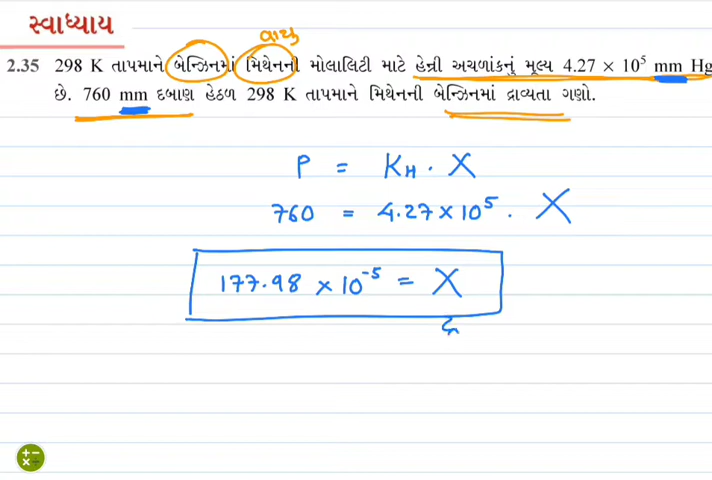 સ્વાધ્યાય
વાયુ
2.35 298 K તાપમાને બેન્ઝિનમાં મિથેનની મોલાલિટી માટે હેન્રી અચળાંકનું મૂલ્ય 4.27 × 10⁵ mm Hg
છે. 760 mm દબાણ હેઠળ 298 K તાપમાને મિથેનની બેન્ઝિનમાં દ્રાવ્યતા ગણો.
P = KH · X
760 = 4.27 × 10⁵ · X
177.98 × 10⁻⁵ = X